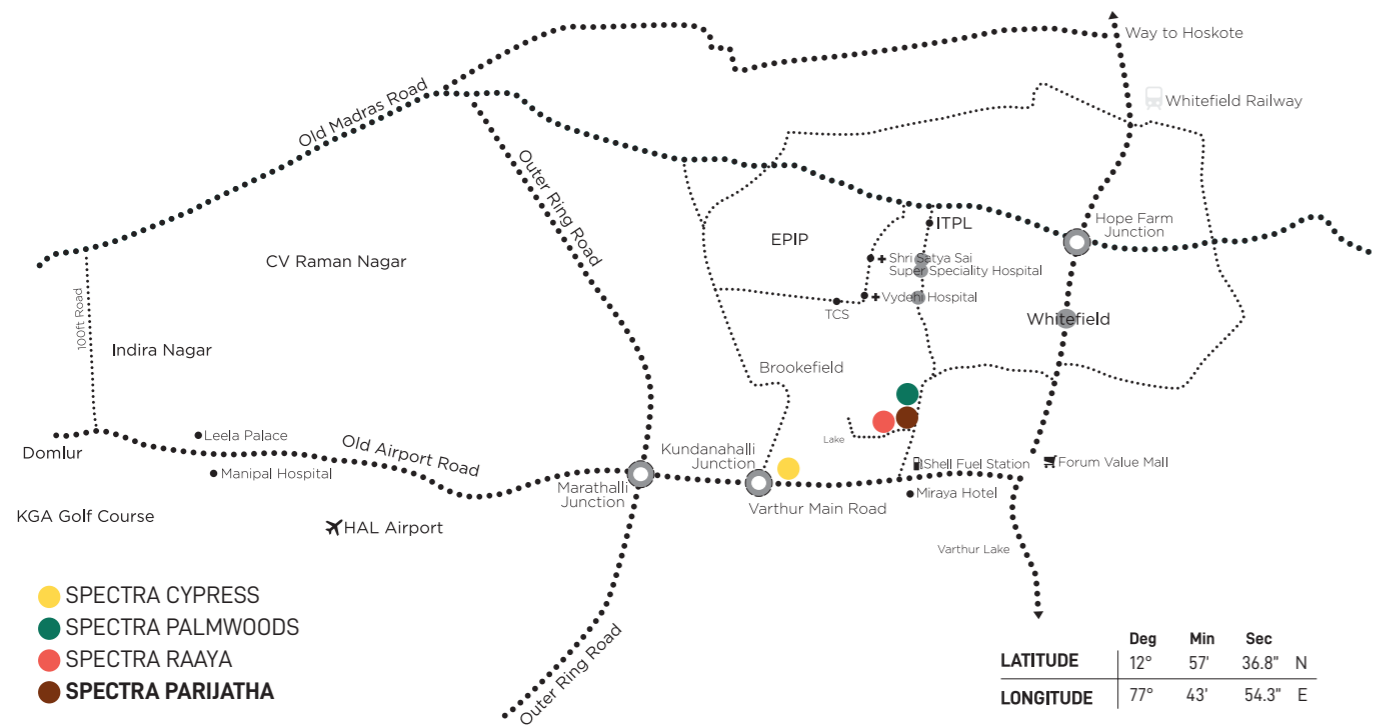 Way to Hoskote
Whitefield Railway
Old Madras Road
Outer Ring Road
Hope Farm
Junction
ITPL
EPIP
CV Raman Nagar
Shri Satya Sai
Super Speciality Hospital
Vydehi Hospital
TCS
100ft Road
Whitefield
Indira Nagar
Brookefield
Leela Palace
Old Airport Road
Lake
Domlur
Manipal Hospital
Kundanahalli
Junction
Shell Fuel Station
Forum Value Mall
Marathalli
Junction
Miraya Hotel
Varthur Main Road
KGA Golf Course
HAL Airport
Varthur Lake
Outer Ring Road
SPECTRA CYPRESS
SPECTRA PALMWOODS
SPECTRA RAAYA
SPECTRA PARIJATHA
Deg Min Sec
LATITUDE 12° 57' 36.8" N
LONGITUDE 77° 43' 54.3" E